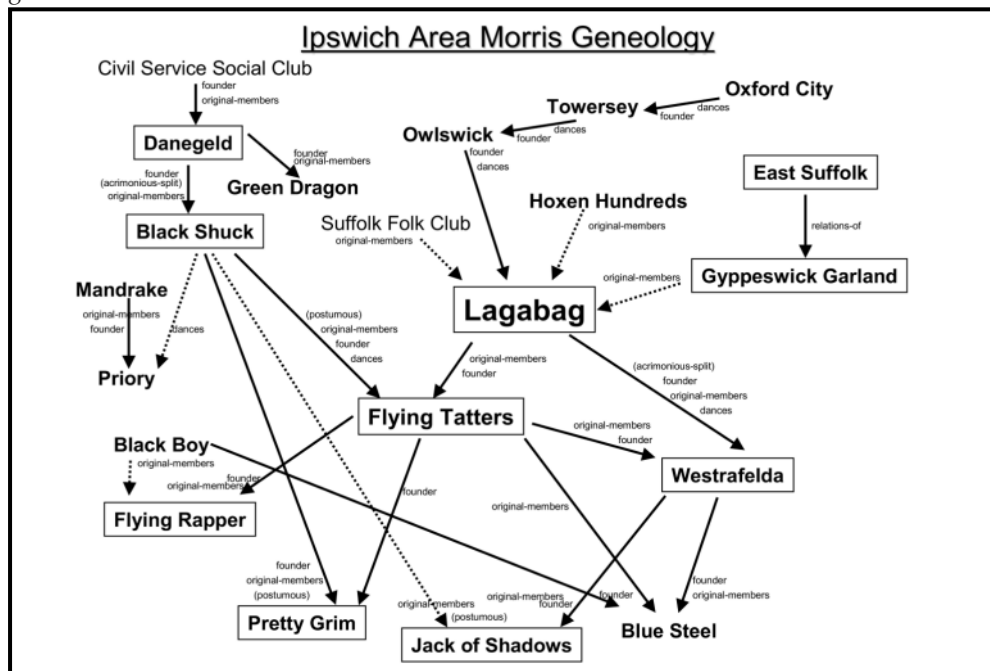 Ipswich Area Morris Geneology
Civil Service Social Club
founder
original-members
Oxford City
dances
founder
Towersey
dances
founder
Owlswick
founder
dances
Danegeld
founder
original-members
Green Dragon
founder
(acrimonious-split)
original-members
East Suffolk
relations-of
Hoxen Hundreds
original-members
Suffolk Folk Club
original-members
Black Shuck
Gyppeswick Garland
original-members
Mandrake
original-members
founder
dances
Lagabag
Priory
(postumous)
original-members
founder
dances
original-members
founder
(acrimonious-split)
founder
original-members
dances
Flying Tatters
original-members
founder
Black Boy
original-members
founder
original-members
Westrafelda
founder
original-members
Flying Rapper
founder
original-members
(postumous)
founder
original-members
original-members
founder
founder
original-members
(postumous)
Pretty Grim
Jack of Shadows
Blue Steel